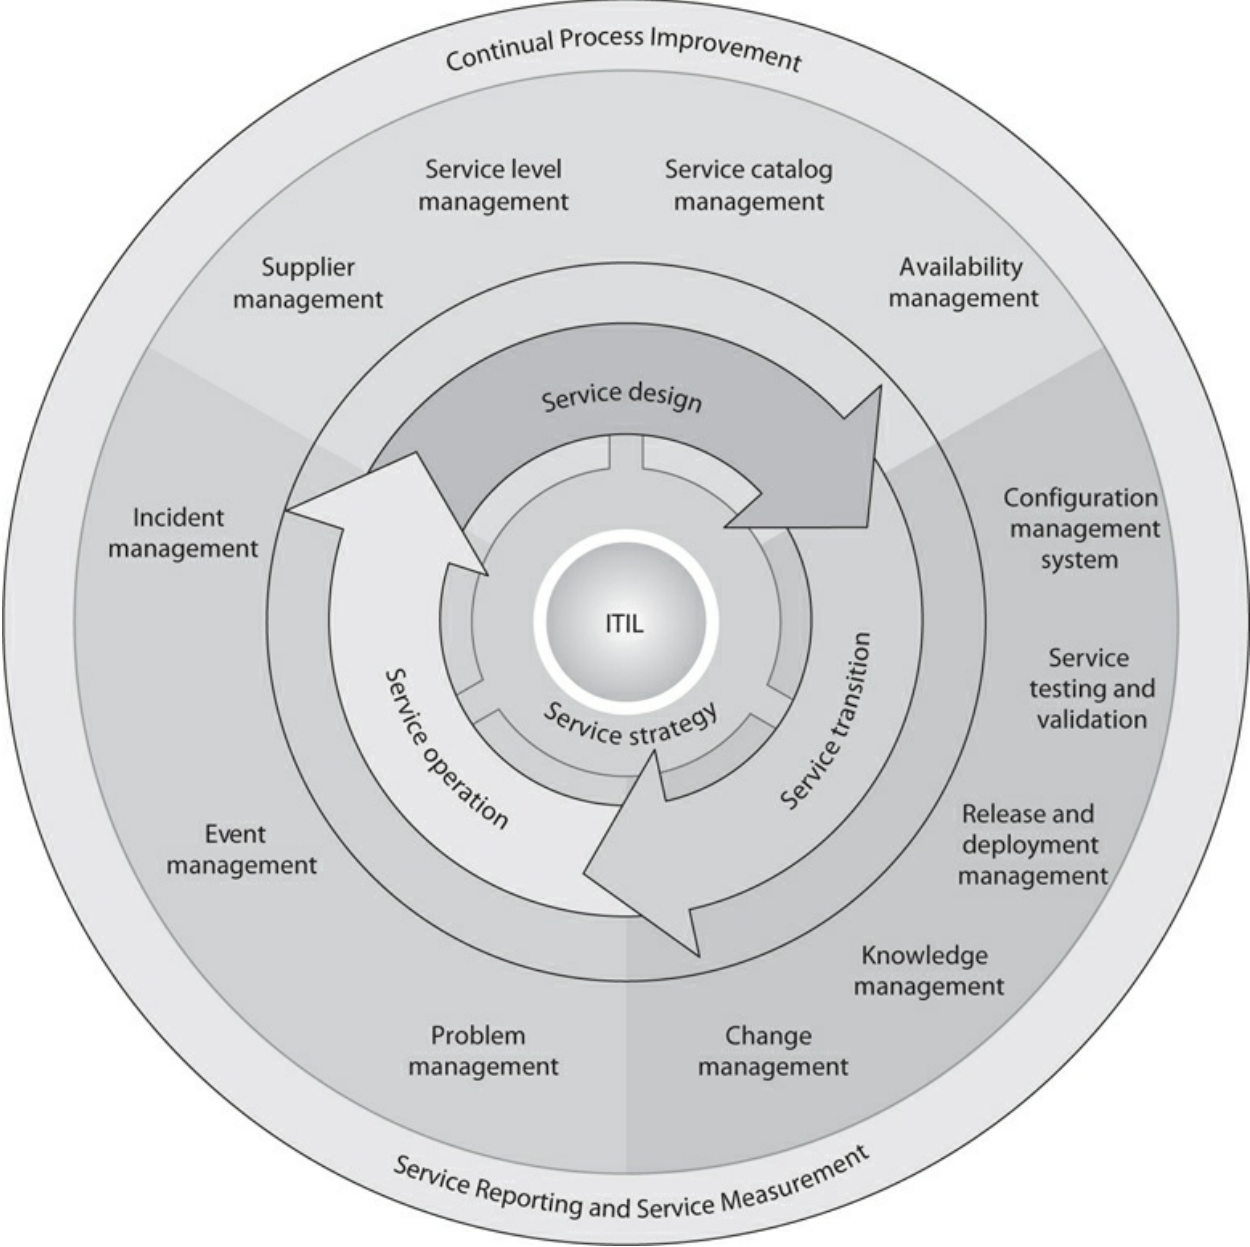 Continual Process Improvement
Service level
management
Service catalog
management
Supplier
management
Availability
management
Service design
Incident
management
Configuration
management
system
ITIL
Service
testing and
validation
Service strategy
Service operation
Service transition
Event
management
Release and
deployment
management
Knowledge
management
Problem
management
Change
management
Service Reporting and Service Measurement